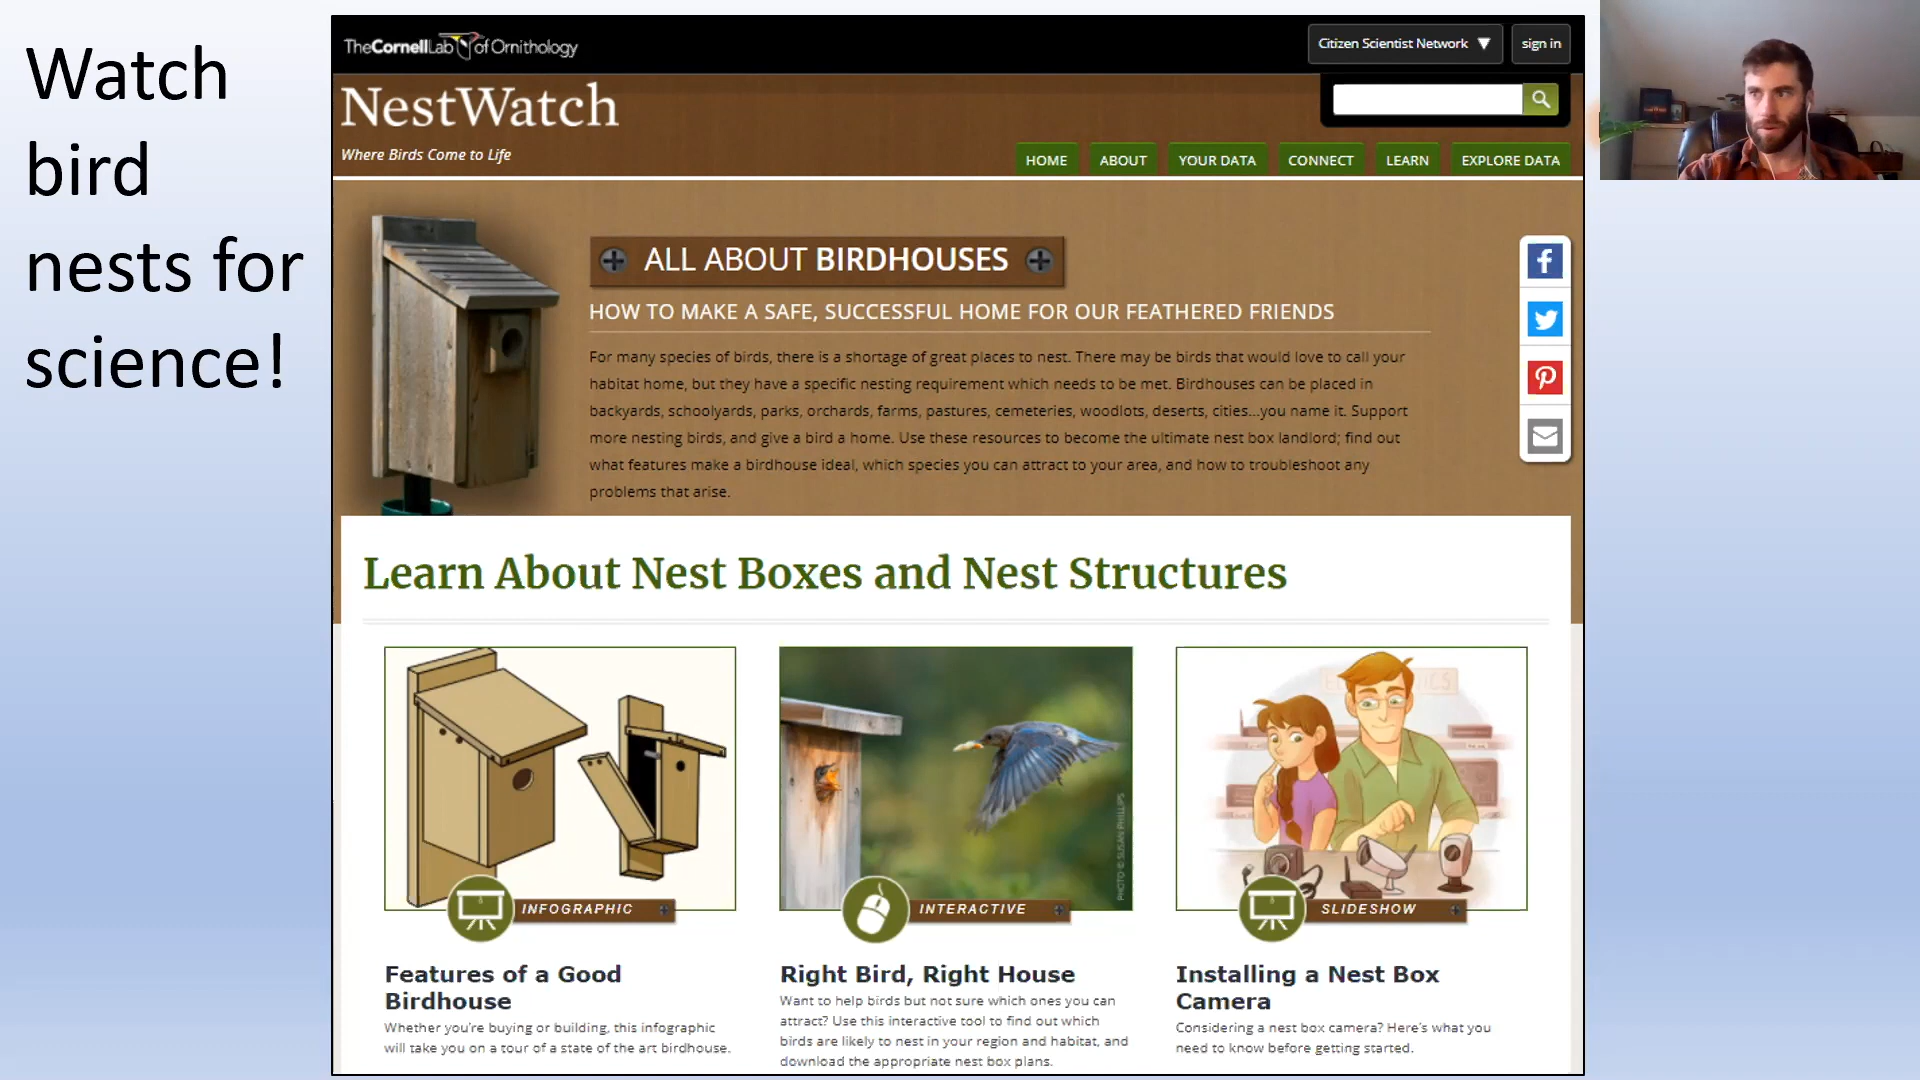 Watch
bird
nests for
science!
TheCornellLab of Ornithology
Citizen Scientist Network ▼
sign in
NestWatch
Where Birds Come to Life
HOME
ABOUT
YOUR DATA
CONNECT
LEARN
EXPLORE DATA
ALL ABOUT BIRDHOUSES
HOW TO MAKE A SAFE, SUCCESSFUL HOME FOR OUR FEATHERED FRIENDS
For many species of birds, there is a shortage of great places to nest. There may be birds that would love to call your
habitat home, but they have a specific nesting requirement which needs to be met. Birdhouses can be placed in
backyards, schoolyards, parks, orchards, farms, pastures, cemeteries, woodlots, deserts, cities...you name it. Support
more nesting birds, and give a bird a home. Use these resources to become the ultimate nest box landlord; find out
what features make a birdhouse ideal, which species you can attract to your area, and how to troubleshoot any
problems that arise.
Learn About Nest Boxes and Nest Structures
INFOGRAPHIC
Features of a Good
Birdhouse
Whether you're buying or building, this infographic
will take you on a tour of a state of the art birdhouse.
PHOTO © SUSAN PHILLIPS
INTERACTIVE
Right Bird, Right House
Want to help birds but not sure which ones you can
attract? Use this interactive tool to find out which
birds are likely to nest in your region and habitat, and
download the appropriate nest box plans.
SLIDESHOW
Installing a Nest Box
Camera
Considering a nest box camera? Here's what you
need to know before getting started.